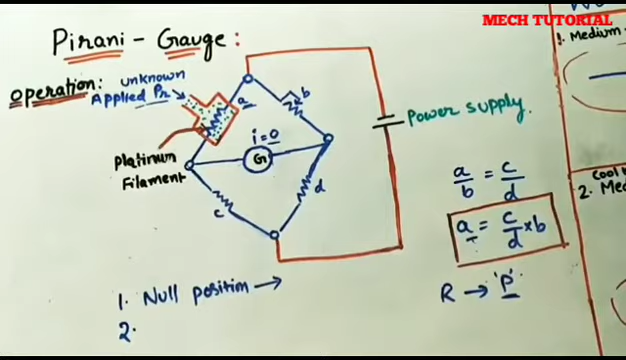 MECH TUTORIAL
Pirani - Gauge:
operation: unknown
Applied Pr
a
b
i = 0
G
Power supply.
Platinum
Filament
c
d
a/b = c/d
a = c/d × b
R → 'P'
1. Null position →
2.
1. Medium
2. Med